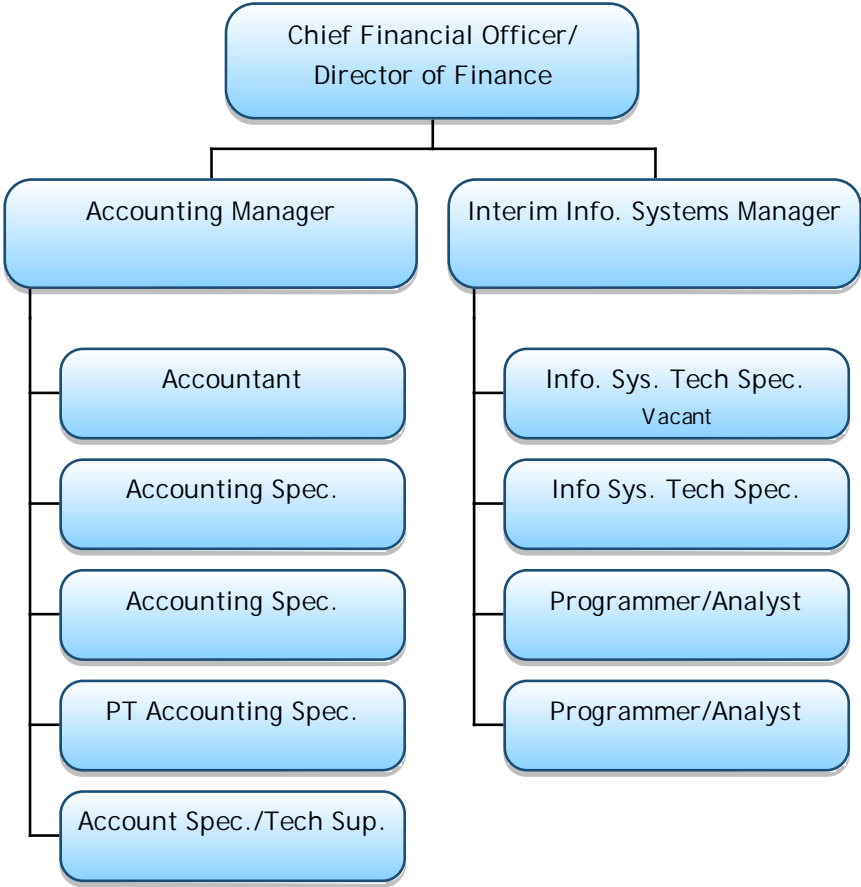 Chief Financial Officer/
Director of Finance
Accounting Manager
Interim Info. Systems Manager
Accountant
Accounting Spec.
Accounting Spec.
PT Accounting Spec.
Account Spec./Tech Sup.
Info. Sys. Tech Spec.
Vacant
Info Sys. Tech Spec.
Programmer/Analyst
Programmer/Analyst